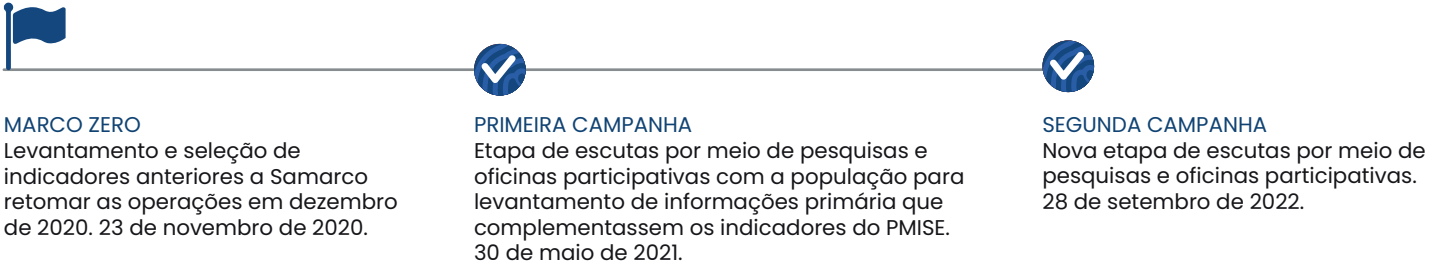 MARCO ZERO
Levantamento e seleção de
indicadores anteriores a Samarco
retomar as operações em dezembro
de 2020. 23 de novembro de 2020.
PRIMEIRA CAMPANHA
Etapa de escutas por meio de pesquisas e
oficinas participativas com a população para
levantamento de informações primária que
complementassem os indicadores do PMISE.
30 de maio de 2021.
SEGUNDA CAMPANHA
Nova etapa de escutas por meio de
pesquisas e oficinas participativas.
28 de setembro de 2022.